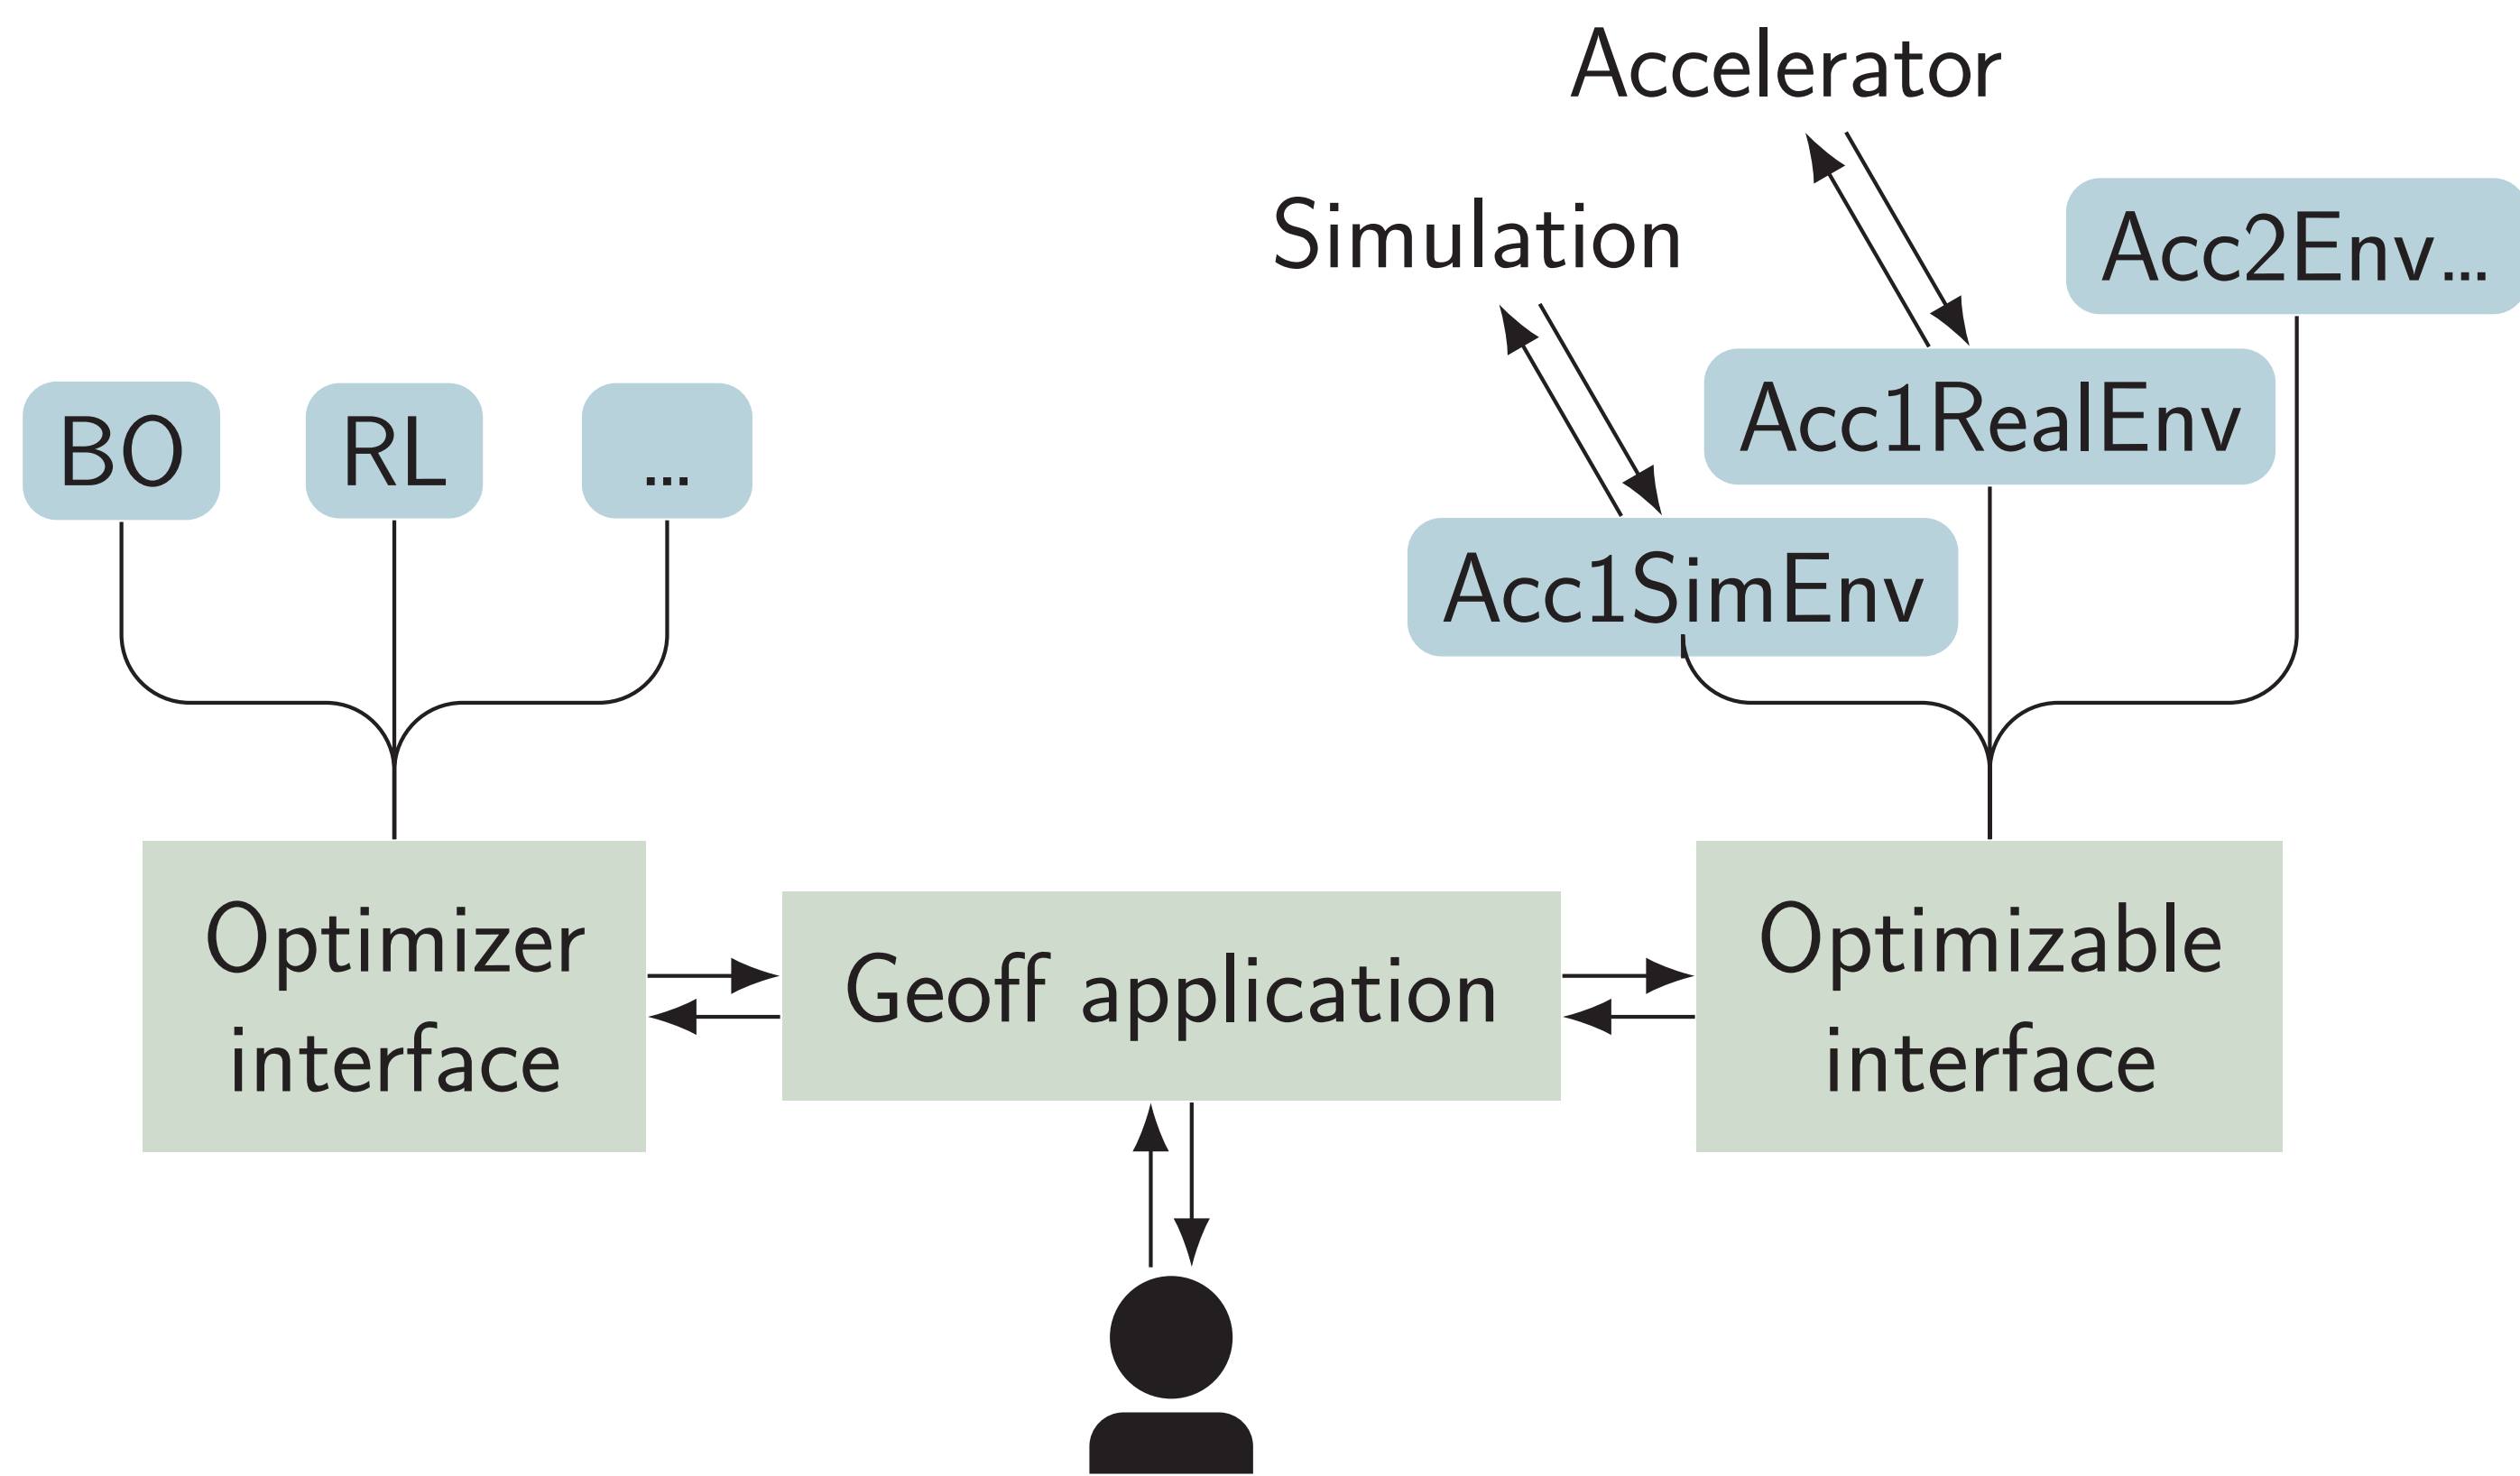 Accelerator
Simulation
Acc2Env...
Acc1RealEnv
BO
RL
...
Acc1SimEnv
Optimizer
interface
Geoff application
Optimizable
interface